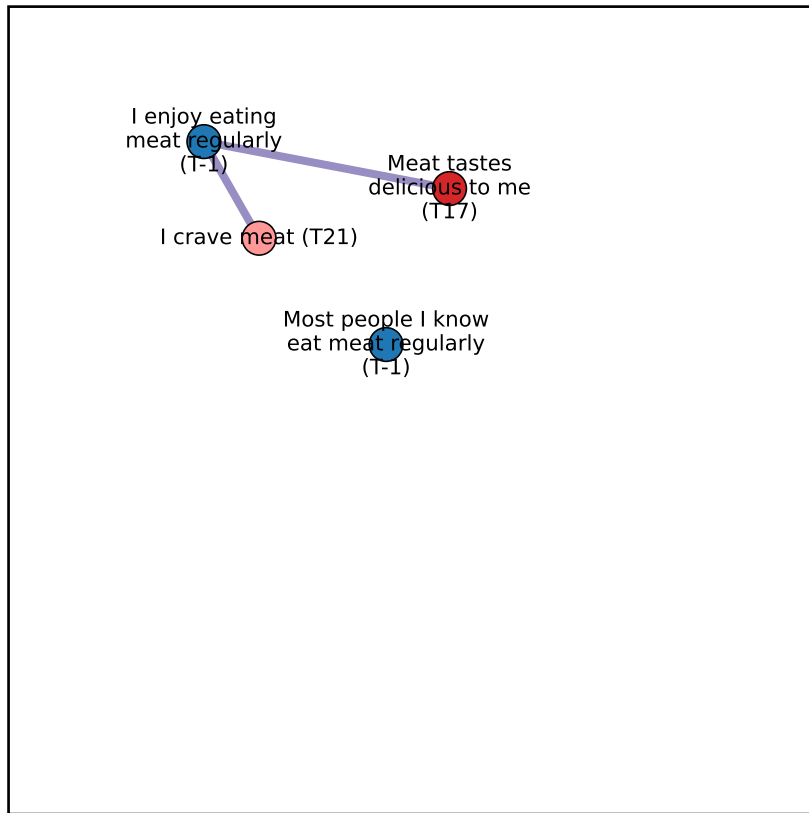 I enjoy eating
meat regularly
(T-1)
Meat tastes
delicious to me
(T17)
I crave meat (T21)
Most people I know
eat meat regularly
(T-1)